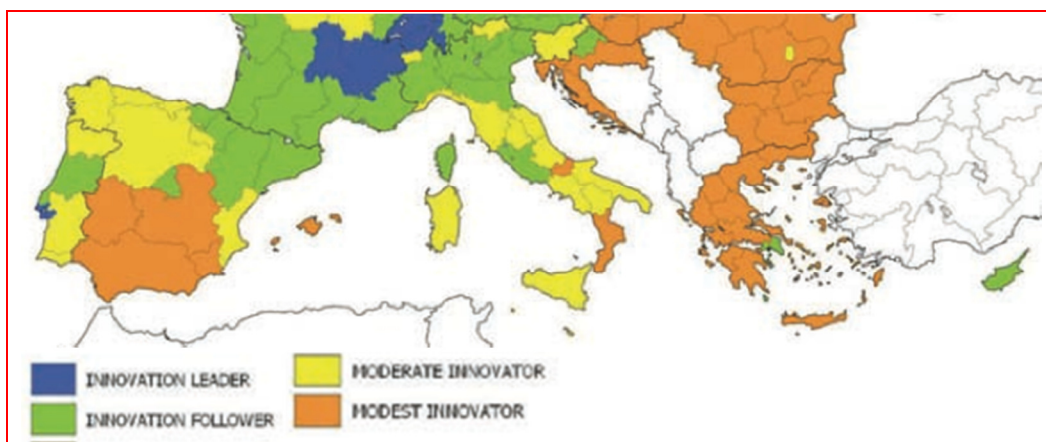 INNOVATION LEADER
INNOVATION FOLLOWER
MODERATE INNOVATOR
MODEST INNOVATOR